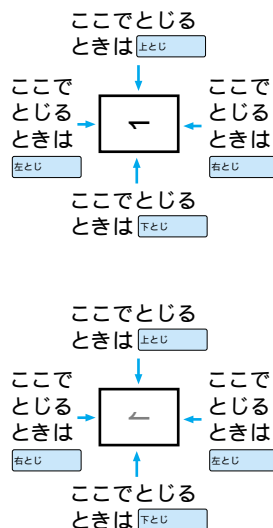 ここでとじる
ときは 上とじ
ここで
とじる
ときは
左とじ
1
ここで
とじる
ときは
右とじ
ここでとじる
ときは 下とじ
ここでとじる
ときは 上とじ
ここで
とじる
ときは
右とじ
1
ここで
とじる
ときは
左とじ
ここでとじる
ときは 下とじ